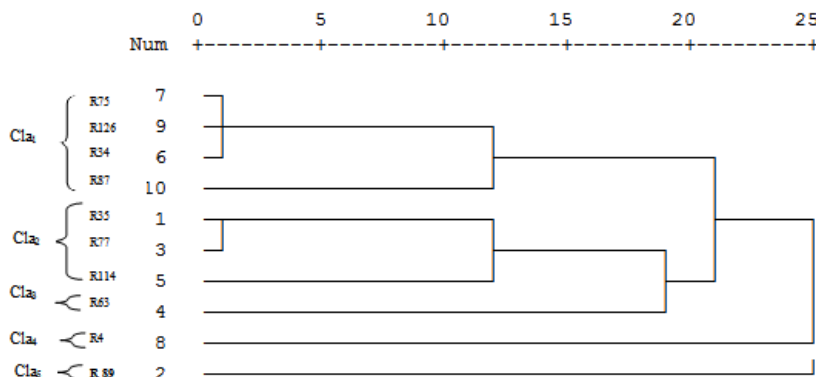 0 5 10 15 20 25
Num +---------+---------+---------+---------+---------+
R75 7
R126 9
Cla₁
R34 6
R87 10
R35 1
Cla₂ R77 3
R114 5
Cla₃ R63 4
Cla₄ R4 8
Cla₅ R 89 2